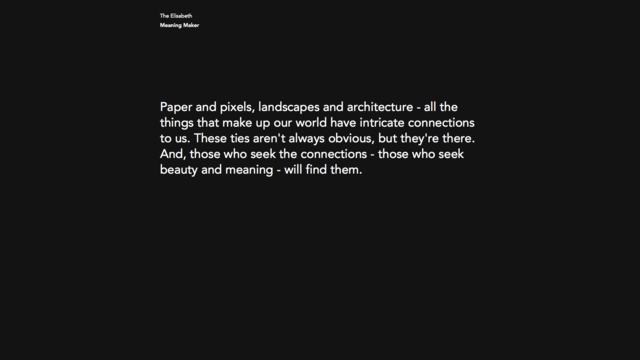 The Elisabeth
Meaning Maker
Paper and pixels, landscapes and architecture - all the
things that make up our world have intricate connections
to us. These ties aren't always obvious, but they're there.
And, those who seek the connections - those who seek
beauty and meaning - will find them.